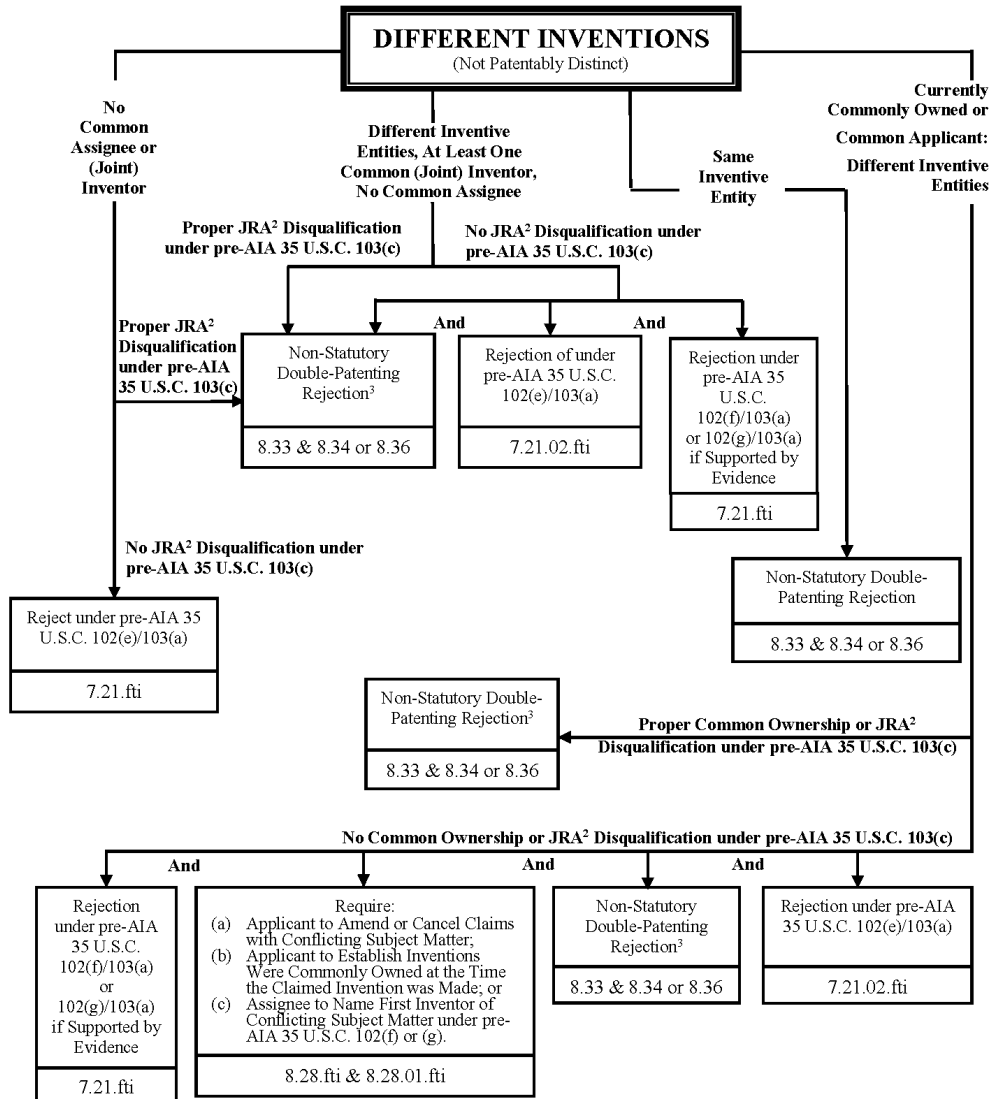 DIFFERENT INVENTIONS
(Not Patentably Distinct)
No
Common
Assignee or
(Joint)
Inventor
Different Inventive
Entities, At Least One
Common (Joint) Inventor,
No Common Assignee
Same
Inventive
Entity
Currently
Commonly Owned or
Common Applicant:
Different Inventive
Entities
Proper JRA² Disqualification
under pre-AIA 35 U.S.C. 103(c)
No JRA² Disqualification under
pre-AIA 35 U.S.C. 103(c)
Proper JRA²
Disqualification
under pre-AIA
35 U.S.C. 103(c)
And
And
Non-Statutory
Double-Patenting
Rejection³
8.33 & 8.34 or 8.36
Rejection of under
pre-AIA 35 U.S.C.
102(e)/103(a)
7.21.02.fti
Rejection under
pre-AIA 35
U.S.C.
102(f)/103(a)
or 102(g)/103(a)
if Supported by
Evidence
7.21.fti
No JRA² Disqualification under
pre-AIA 35 U.S.C. 103(c)
Reject under pre-AIA 35
U.S.C. 102(e)/103(a)
7.21.fti
Non-Statutory Double-
Patenting Rejection
8.33 & 8.34 or 8.36
Non-Statutory Double-
Patenting Rejection³
8.33 & 8.34 or 8.36
Proper Common Ownership or JRA²
Disqualification under pre-AIA 35 U.S.C. 103(c)
No Common Ownership or JRA² Disqualification under pre-AIA 35 U.S.C. 103(c)
And
And
And
Rejection
under pre-AIA
35 U.S.C.
102(f)/103(a)
or
102(g)/103(a)
if Supported by
Evidence
7.21.fti
Require:
(a) Applicant to Amend or Cancel Claims
with Conflicting Subject Matter;
(b) Applicant to Establish Inventions
Were Commonly Owned at the Time
the Claimed Invention was Made; or
(c) Assignee to Name First Inventor of
Conflicting Subject Matter under pre-
AIA 35 U.S.C. 102(f) or (g).
8.28.fti & 8.28.01.fti
Non-Statutory
Double-Patenting
Rejection³
8.33 & 8.34 or 8.36
Rejection under pre-AIA
35 U.S.C. 102(e)/103(a)
7.21.02.fti